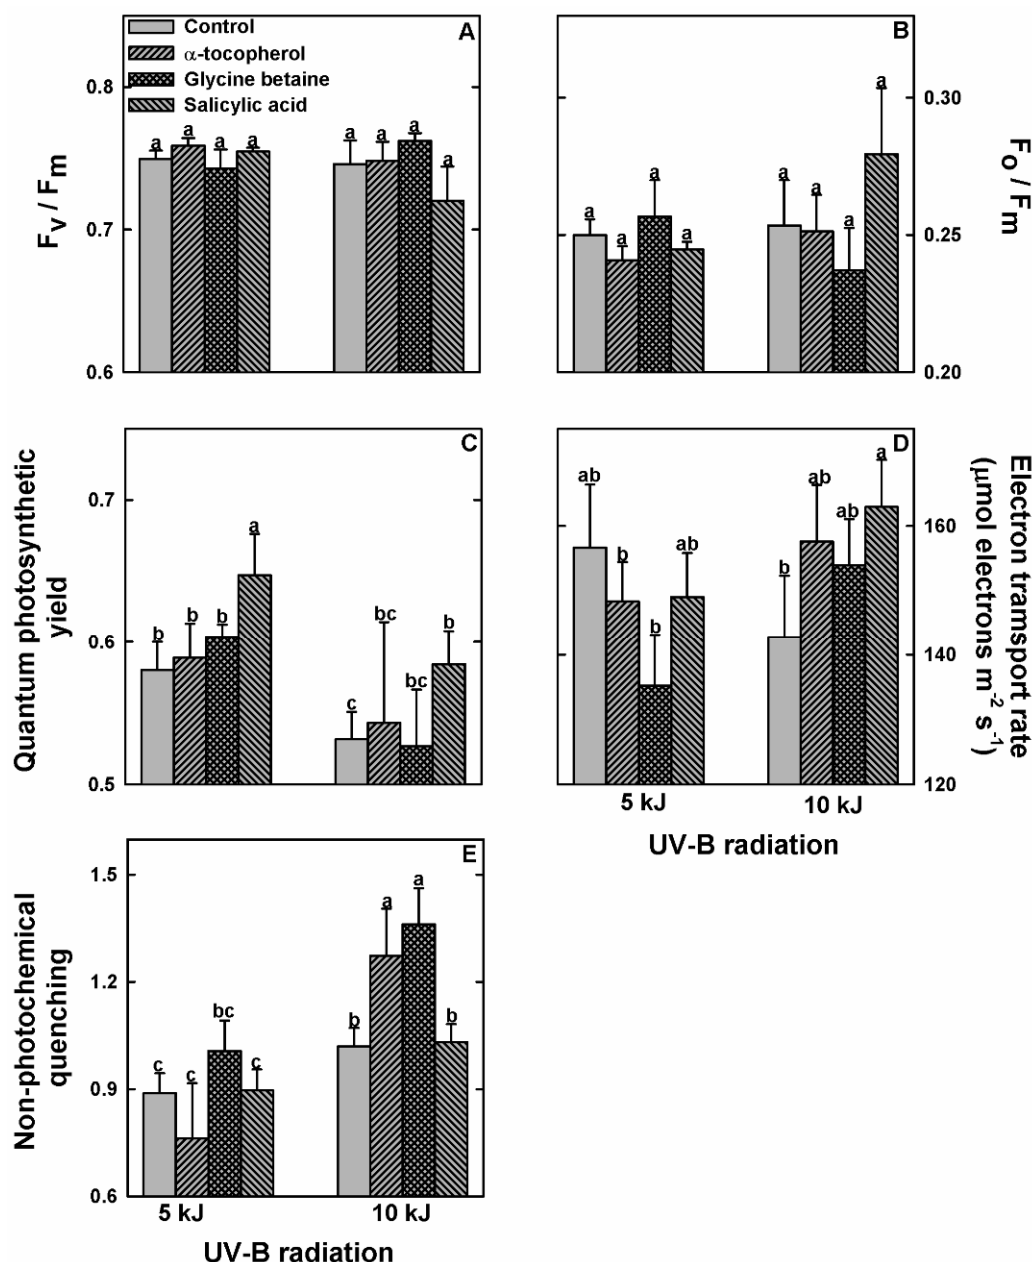 Control
α-tocopherol
Glycine betaine
Salicylic acid
A
0.8
0.7
0.6
Fv / Fm
a a a a a a a a
B
0.30
0.25
0.20
Fo / Fm
a a a a a a a a
C
0.7
0.6
0.5
Quantum photosynthetic
yield
b b b a c bc bc b
D
160
140
120
Electron tramsport rate
(μmol electrons m-2 s-1)
ab b b ab b ab ab a
5 kJ 10 kJ
UV-B radiation
E
1.5
1.2
0.9
0.6
Non-photochemical
quenching
c c bc c b a a b
5 kJ 10 kJ
UV-B radiation